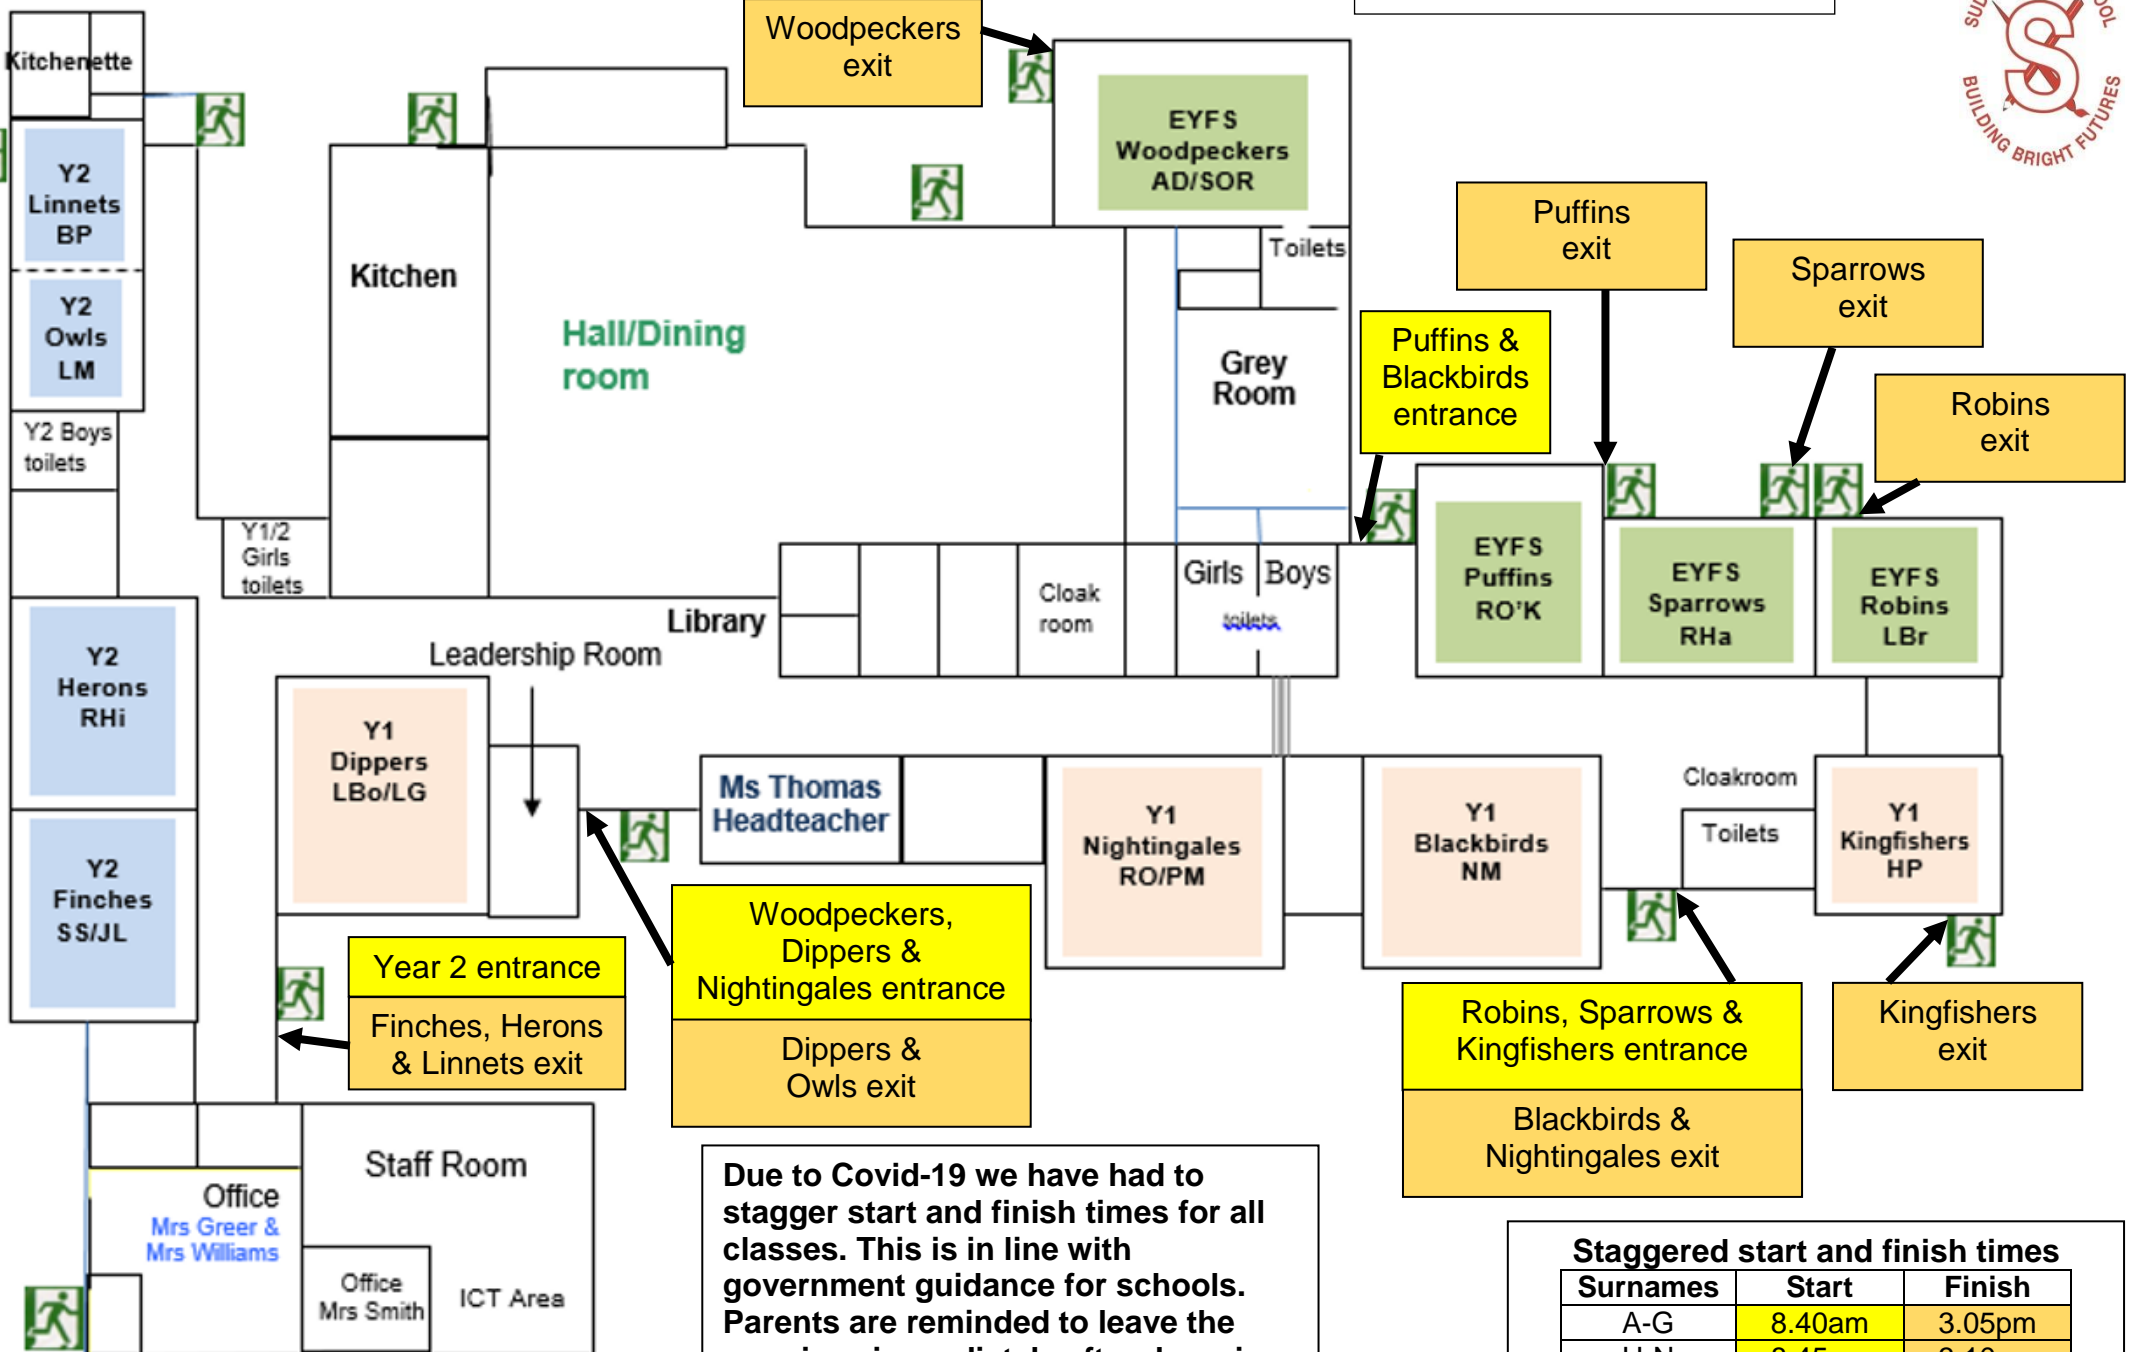 Woodpeckers
exit
SUL
OOL
S
BUILDING BRIGHT FUTURES
Kitchenette
EYFS
Woodpeckers
AD/SOR
Y2
Linnets
BP
Y2
Owls
LM
Kitchen
Hall/Dining
room
Toilets
Grey
Room
Puffins
exit
Sparrows
exit
Puffins &
Blackbirds
entrance
Robins
exit
Y2 Boys
toilets
Y1/2
Girls
toilets
Library
Leadership Room
Cloak
room
Girls
Boys
toilets
EYFS
Puffins
RO'K
EYFS
Sparrows
RHa
EYFS
Robins
LBr
Y2
Herons
RHi
Y1
Dippers
LBo/LG
Ms Thomas
Headteacher
Y1
Nightingales
RO/PM
Y1
Blackbirds
NM
Cloakroom
Toilets
Y1
Kingfishers
HP
Y2
Finches
SS/JL
Year 2 entrance
Finches, Herons
& Linnets exit
Woodpeckers,
Dippers &
Nightingales entrance
Dippers &
Owls exit
Robins, Sparrows &
Kingfishers entrance
Blackbirds &
Nightingales exit
Kingfishers
exit
Staff Room
Office
Mrs Greer &
Mrs Williams
Office
Mrs Smith
ICT Area
Due to Covid-19 we have had to
stagger start and finish times for all
classes. This is in line with
government guidance for schools.
Parents are reminded to leave the
Staggered start and finish times
Surnames Start Finish
A-G 8.40am 3.05pm